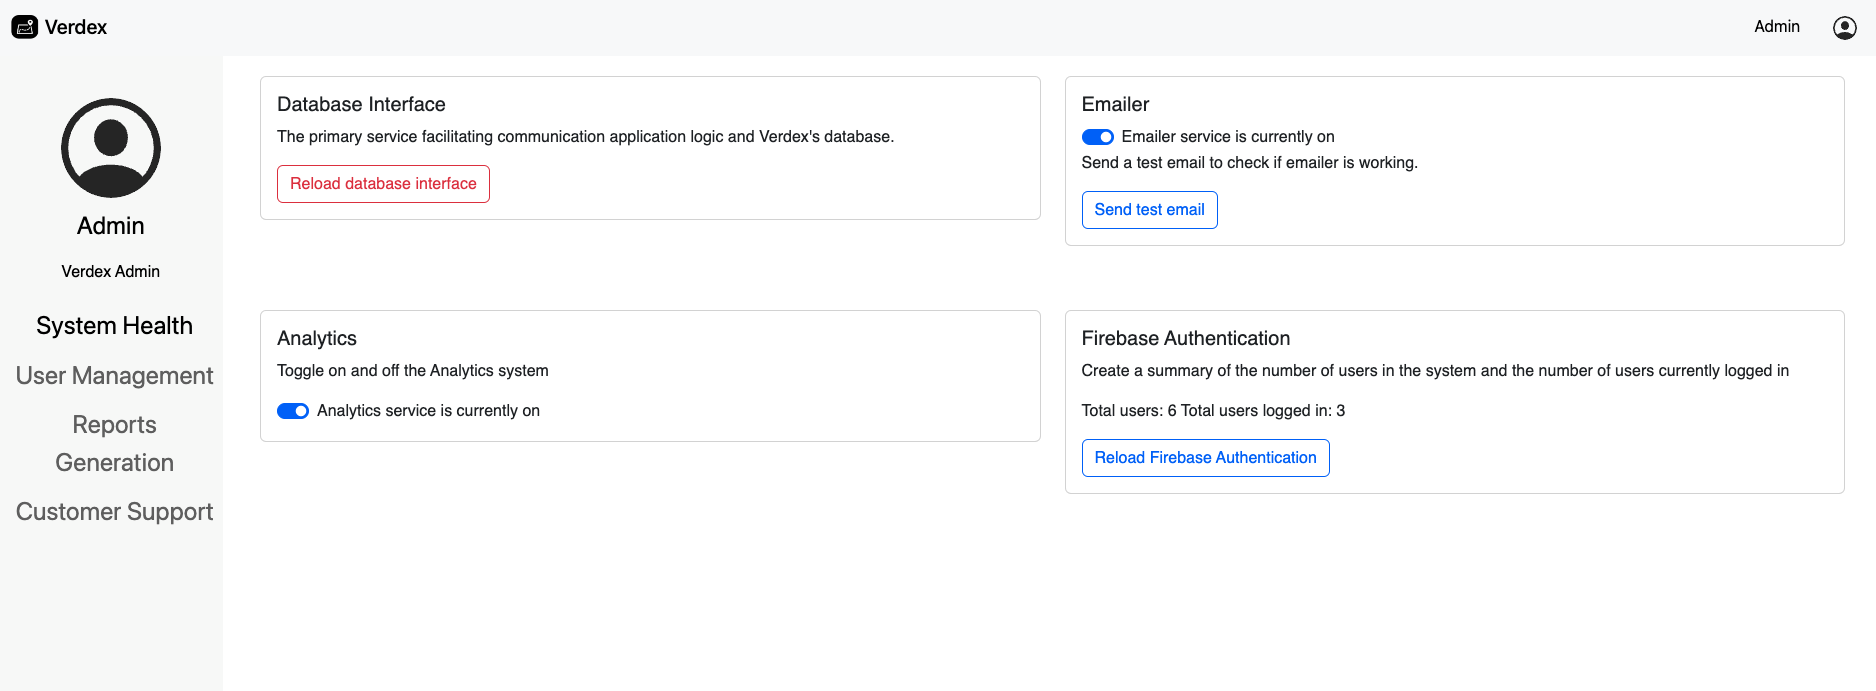 Verdex
Admin
Admin
Verdex Admin
System Health
User Management
Reports
Generation
Customer Support
Database Interface
The primary service facilitating communication application logic and Verdex's database.
Reload database interface
Emailer
Emailer service is currently on
Send a test email to check if emailer is working.
Send test email
Analytics
Toggle on and off the Analytics system
Analytics service is currently on
Firebase Authentication
Create a summary of the number of users in the system and the number of users currently logged in
Total users: 6 Total users logged in: 3
Reload Firebase Authentication